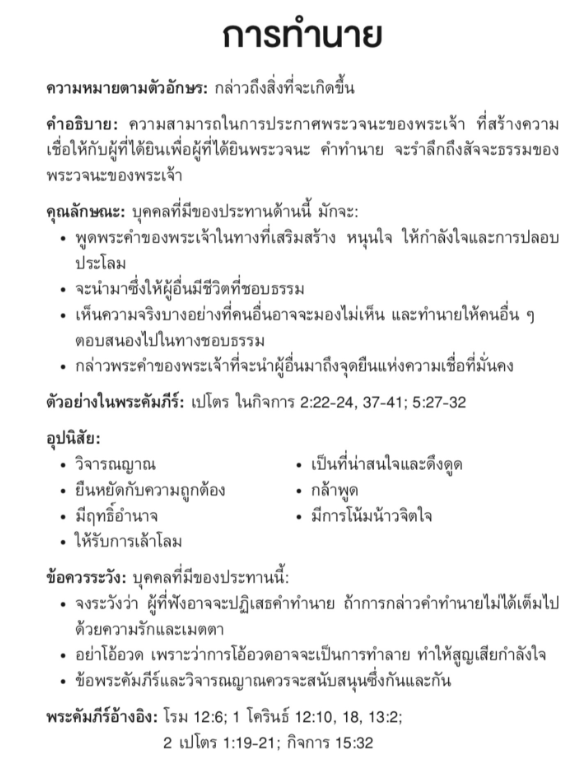 การทำนาย
ความหมายตามตัวอักษร: กล่าวถึงสิ่งที่จะเกิดขึ้น
คำอธิบาย: ความสามารถในการประกาศพระวจนะของพระเจ้า ที่สร้างความ
เชื่อให้กับผู้ที่ได้ยินเพื่อผู้ที่ได้ยินพระวจนะ คำทำนาย จะรำลึกถึงสัจจะธรรมของ
พระวจนะของพระเจ้า
คุณลักษณะ: บุคคลที่มีของประทานด้านนี้ มักจะ:
• พูดพระคำของพระเจ้าในทางที่เสริมสร้าง หนุนใจ ให้กำลังใจและการปลอบ
ประโลม
• จะนำมาซึ่งให้ผู้อื่นมีชีวิตที่ชอบธรรม
• เห็นความจริงบางอย่างที่คนอื่นอาจจะมองไม่เห็น และทำนายให้คนอื่น ๆ
ตอบสนองไปในทางชอบธรรม
• กล่าวพระคำของพระเจ้าที่จะนำผู้อื่นมาถึงจุดยืนแห่งความเชื่อที่มั่นคง
ตัวอย่างในพระคัมภีร์: เปโตร ในกิจการ 2:22-24, 37-41; 5:27-32
อุปนิสัย:
• วิจารณญาณ
• ยืนหยัดกับความถูกต้อง
• มีฤทธิ์อำนาจ
• ให้รับการเล้าโลม
• เป็นที่น่าสนใจและดึงดูด
• กล้าพูด
• มีการโน้มน้าวจิตใจ
ข้อควรระวัง: บุคคลที่มีของประทานนี้:
• จงระวังว่า ผู้ที่ฟังอาจจะปฏิเสธคำทำนาย ถ้าการกล่าวคำทำนายไม่ได้เต็มไป
ด้วยความรักและเมตตา
• อย่าโอ้อวด เพราะว่าการโอ้อวดอาจจะเป็นการทำลาย ทำให้สูญเสียกำลังใจ
• ข้อพระคัมภีร์และวิจารณญาณควรจะสนับสนุนซึ่งกันและกัน
พระคัมภีร์อ้างอิง: โรม 12:6; 1 โครินธ์ 12:10, 18, 13:2;
2 เปโตร 1:19-21; กิจการ 15:32